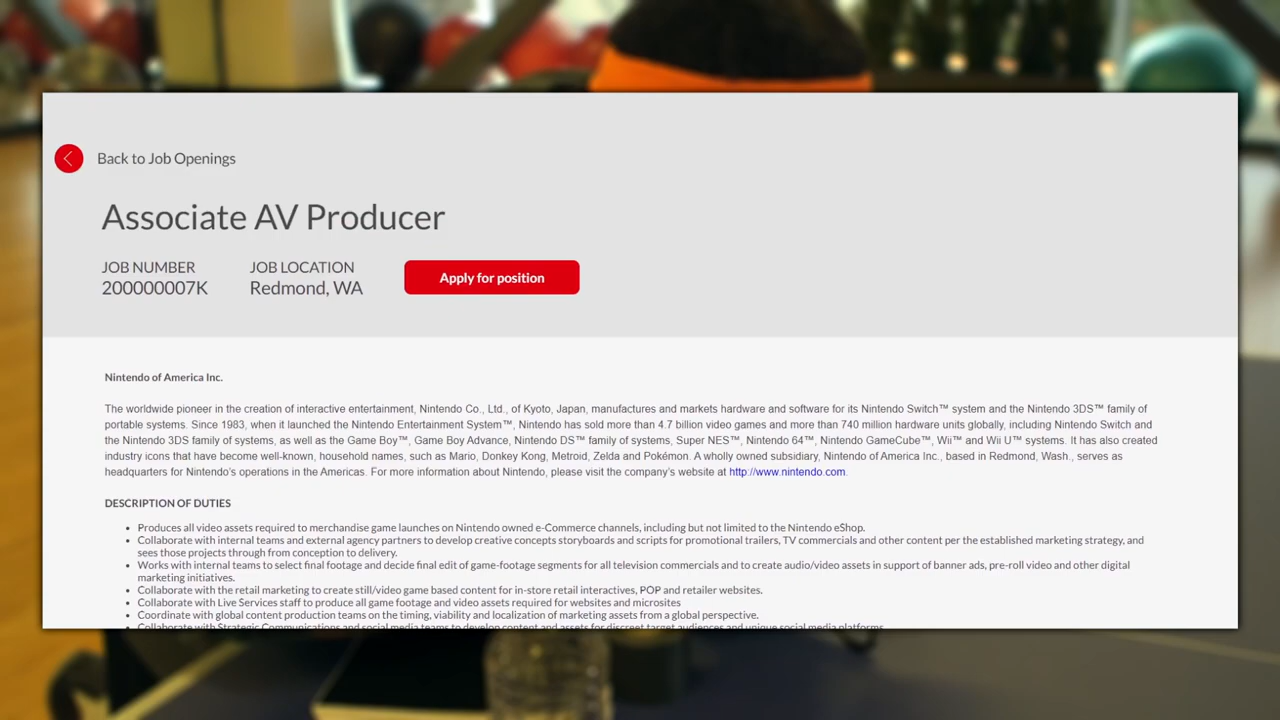 Back to Job Openings
Associate AV Producer
JOB NUMBER
200000007K
JOB LOCATION
Redmond, WA
Apply for position
Nintendo of America Inc.
The worldwide pioneer in the creation of interactive entertainment, Nintendo Co., Ltd., of Kyoto, Japan, manufactures and markets hardware and software for its Nintendo Switch™ system and the Nintendo 3DS™ family of
portable systems. Since 1983, when it launched the Nintendo Entertainment System™, Nintendo has sold more than 4.7 billion video games and more than 740 million hardware units globally, including Nintendo Switch and
the Nintendo 3DS family of systems, as well as the Game Boy™, Game Boy Advance, Nintendo DS™ family of systems, Super NES™, Nintendo 64™, Nintendo GameCube™, Wii™ and Wii U™ systems. It has also created
industry icons that have become well-known, household names, such as Mario, Donkey Kong, Metroid, Zelda and Pokémon. A wholly owned subsidiary, Nintendo of America Inc., based in Redmond, Wash., serves as
headquarters for Nintendo's operations in the Americas. For more information about Nintendo, please visit the company's website at http://www.nintendo.com.
DESCRIPTION OF DUTIES
• Produces all video assets required to merchandise game launches on Nintendo owned e-Commerce channels, including but not limited to the Nintendo eShop.
• Collaborate with internal teams and external agency partners to develop creative concepts storyboards and scripts for promotional trailers, TV commercials and other content per the established marketing strategy, and
sees those projects through from conception to delivery.
• Works with internal teams to select final footage and decide final edit of game-footage segments for all television commercials and to create audio/video assets in support of banner ads, pre-roll video and other digital
marketing initiatives.
• Collaborate with the retail marketing to create still/video game based content for in-store retail interactives, POP and retailer websites.
• Collaborate with Live Services staff to produce all game footage and video assets required for websites and microsites
• Coordinate with global content production teams on the timing, viability and localization of marketing assets from a global perspective.
• Collaborate with Strategic Communications and social media teams to develop content and assets for discreet target audiences and unique social media platforms.